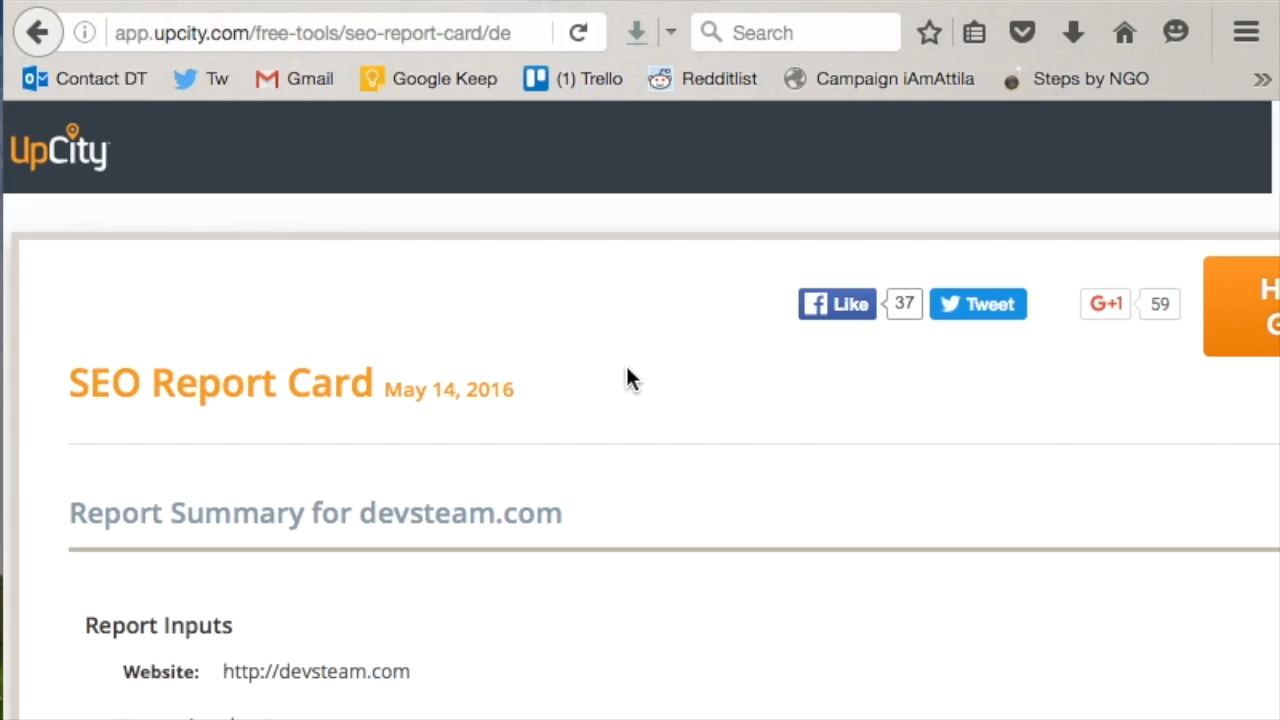 app.upcity.com/free-tools/seo-report-card/de
Search
Contact DT
Tw
Gmail
Google Keep
(1) Trello
Redditlist
Campaign iAmAttila
Steps by NGO
UpCity
Like
37
Tweet
G+1
59
SEO Report Card May 14, 2016
Report Summary for devsteam.com
Report Inputs
Website: http://devsteam.com